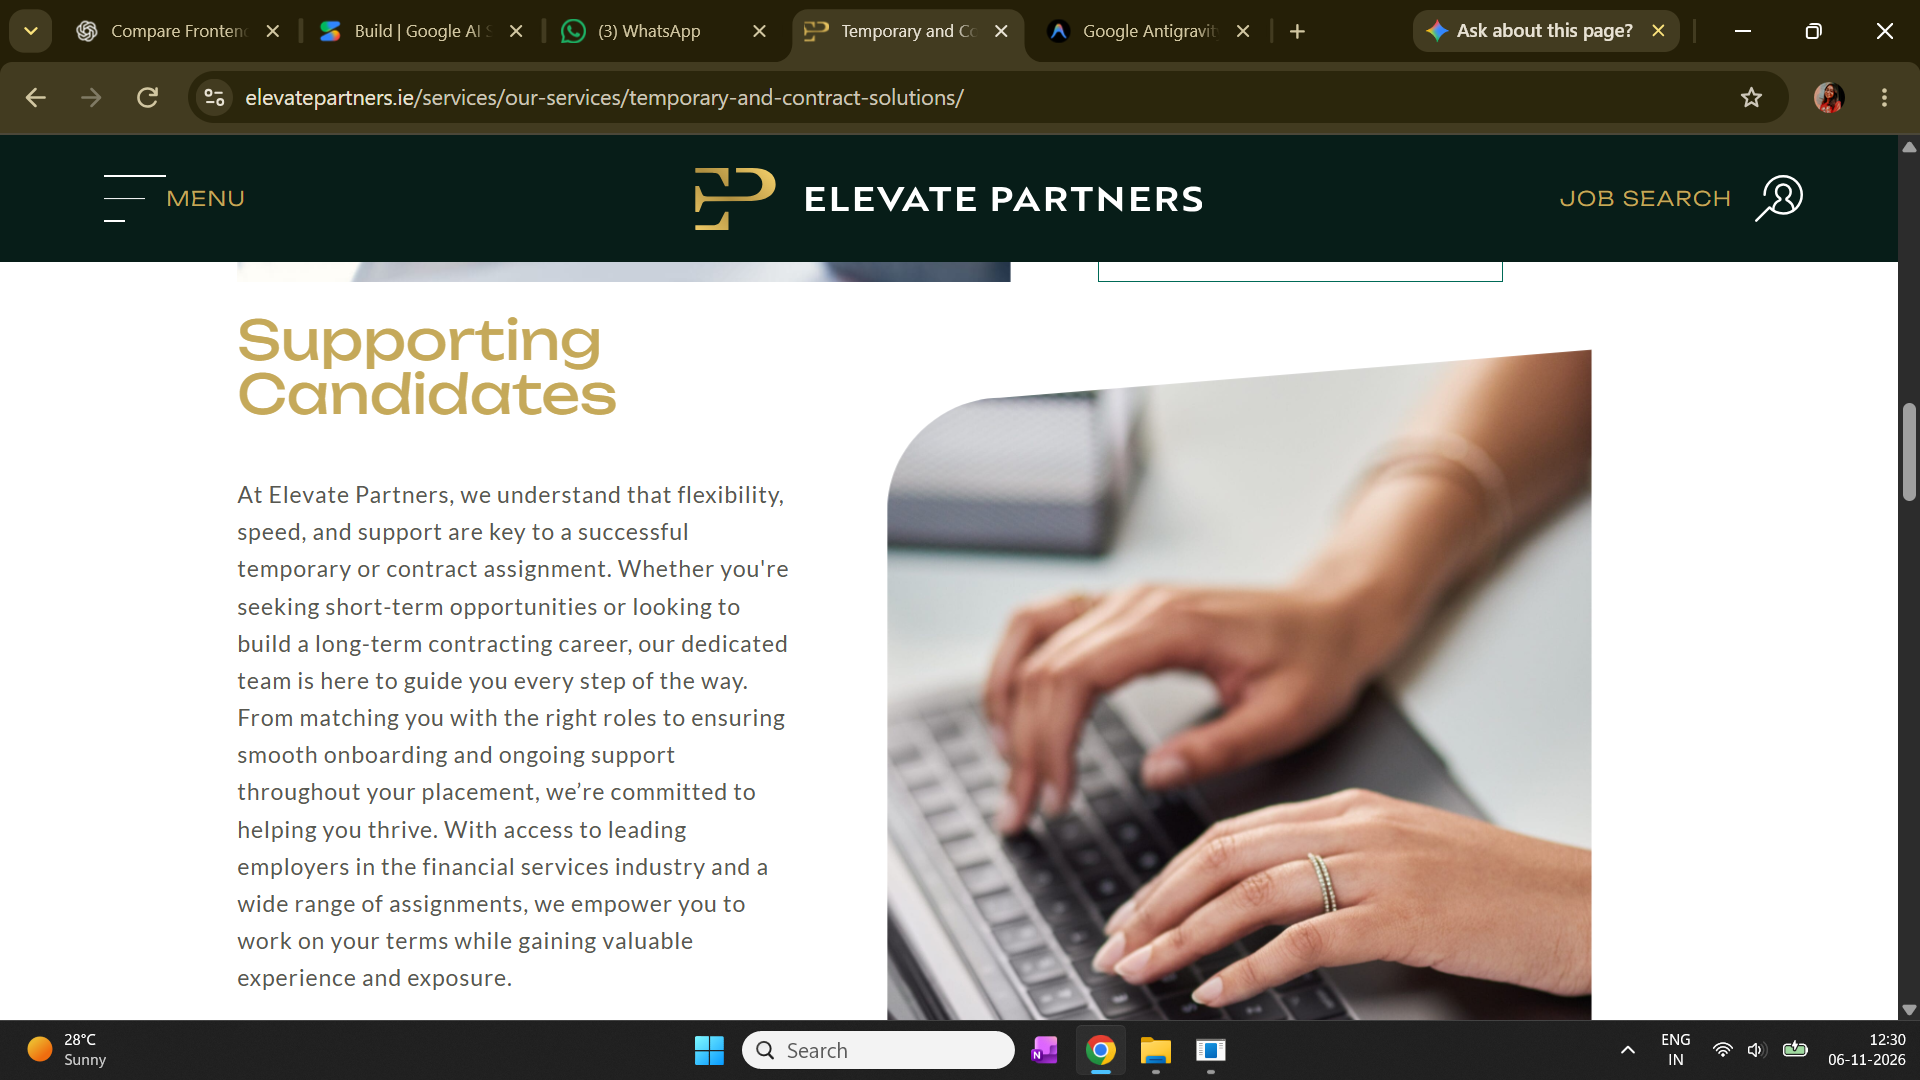 Compare Fronten
Build | Google AI S
(3) WhatsApp
Temporary and Co
Google Antigravity
Ask about this page?
elevatepartners.ie/services/our-services/temporary-and-contract-solutions/
MENU
EP
ELEVATE PARTNERS
JOB SEARCH
Supporting
Candidates
At Elevate Partners, we understand that flexibility,
speed, and support are key to a successful
temporary or contract assignment. Whether you're
seeking short-term opportunities or looking to
build a long-term contracting career, our dedicated
team is here to guide you every step of the way.
From matching you with the right roles to ensuring
smooth onboarding and ongoing support
throughout your placement, we’re committed to
helping you thrive. With access to leading
employers in the financial services industry and a
wide range of assignments, we empower you to
work on your terms while gaining valuable
experience and exposure.
28°C
Sunny
Search
N
ENG
IN
12:30
06-11-2026